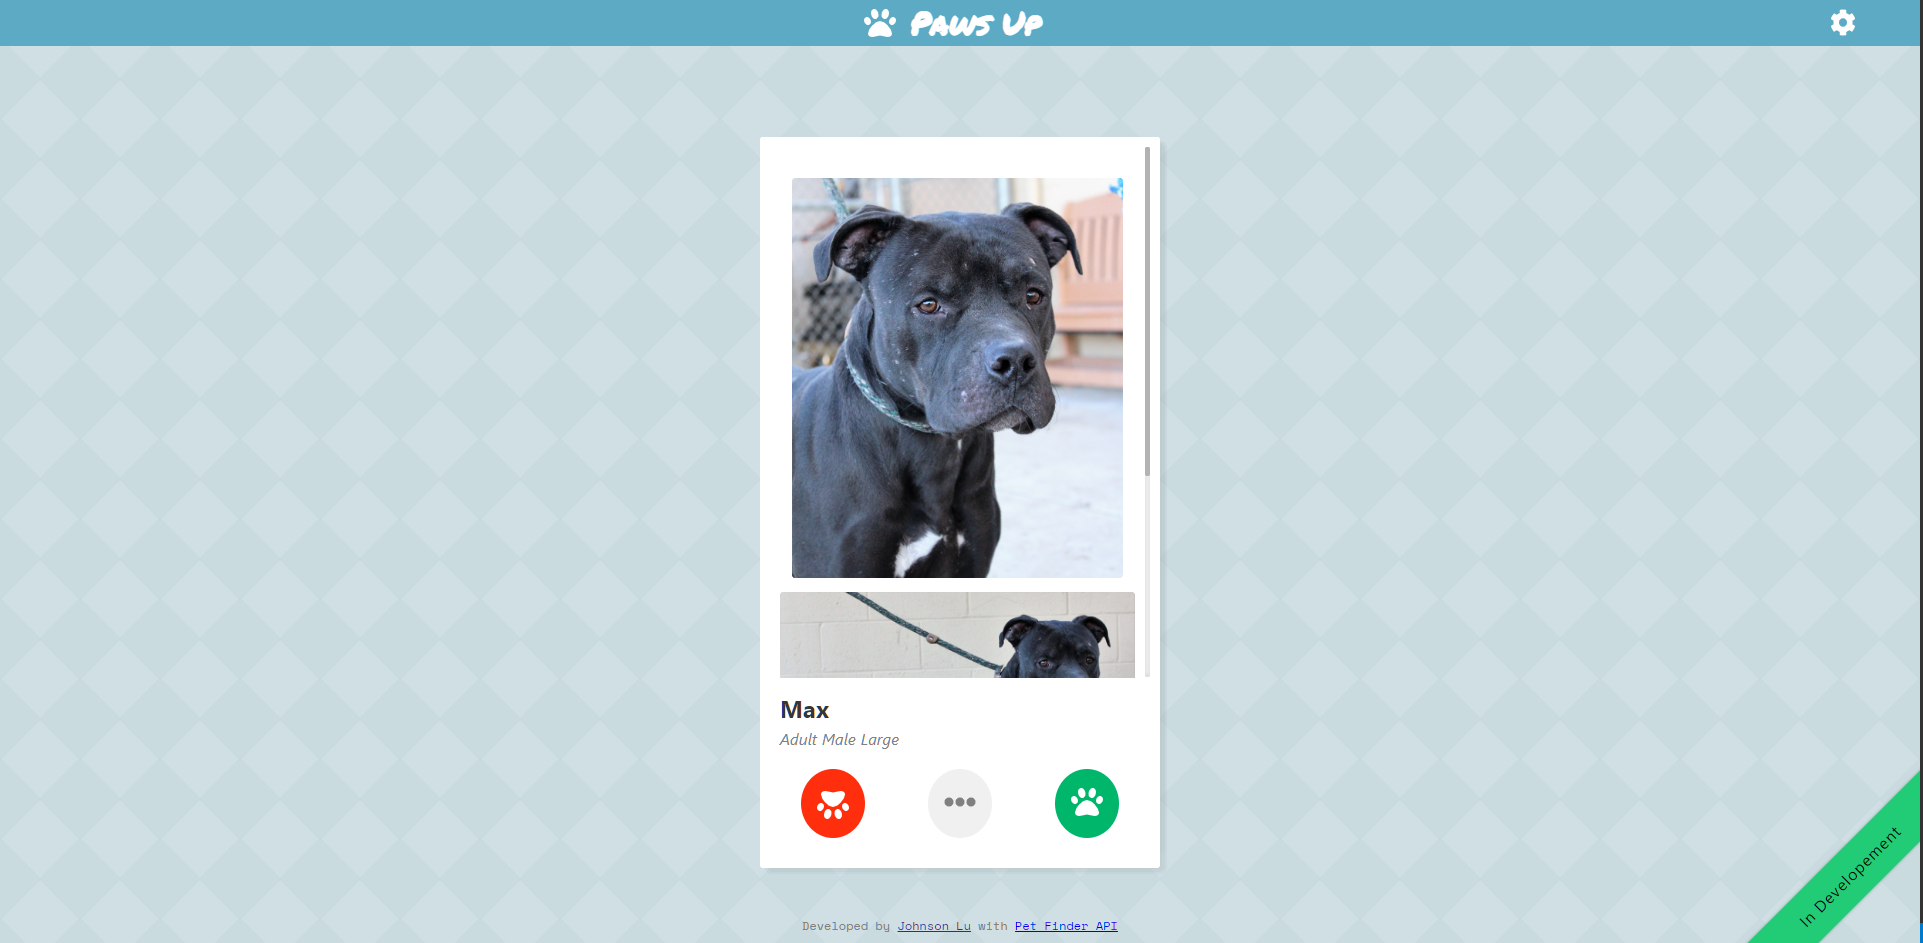 Paws Up
Max
Adult Male Large
In Developement
Developed by Johnson Lu with Pet Finder API